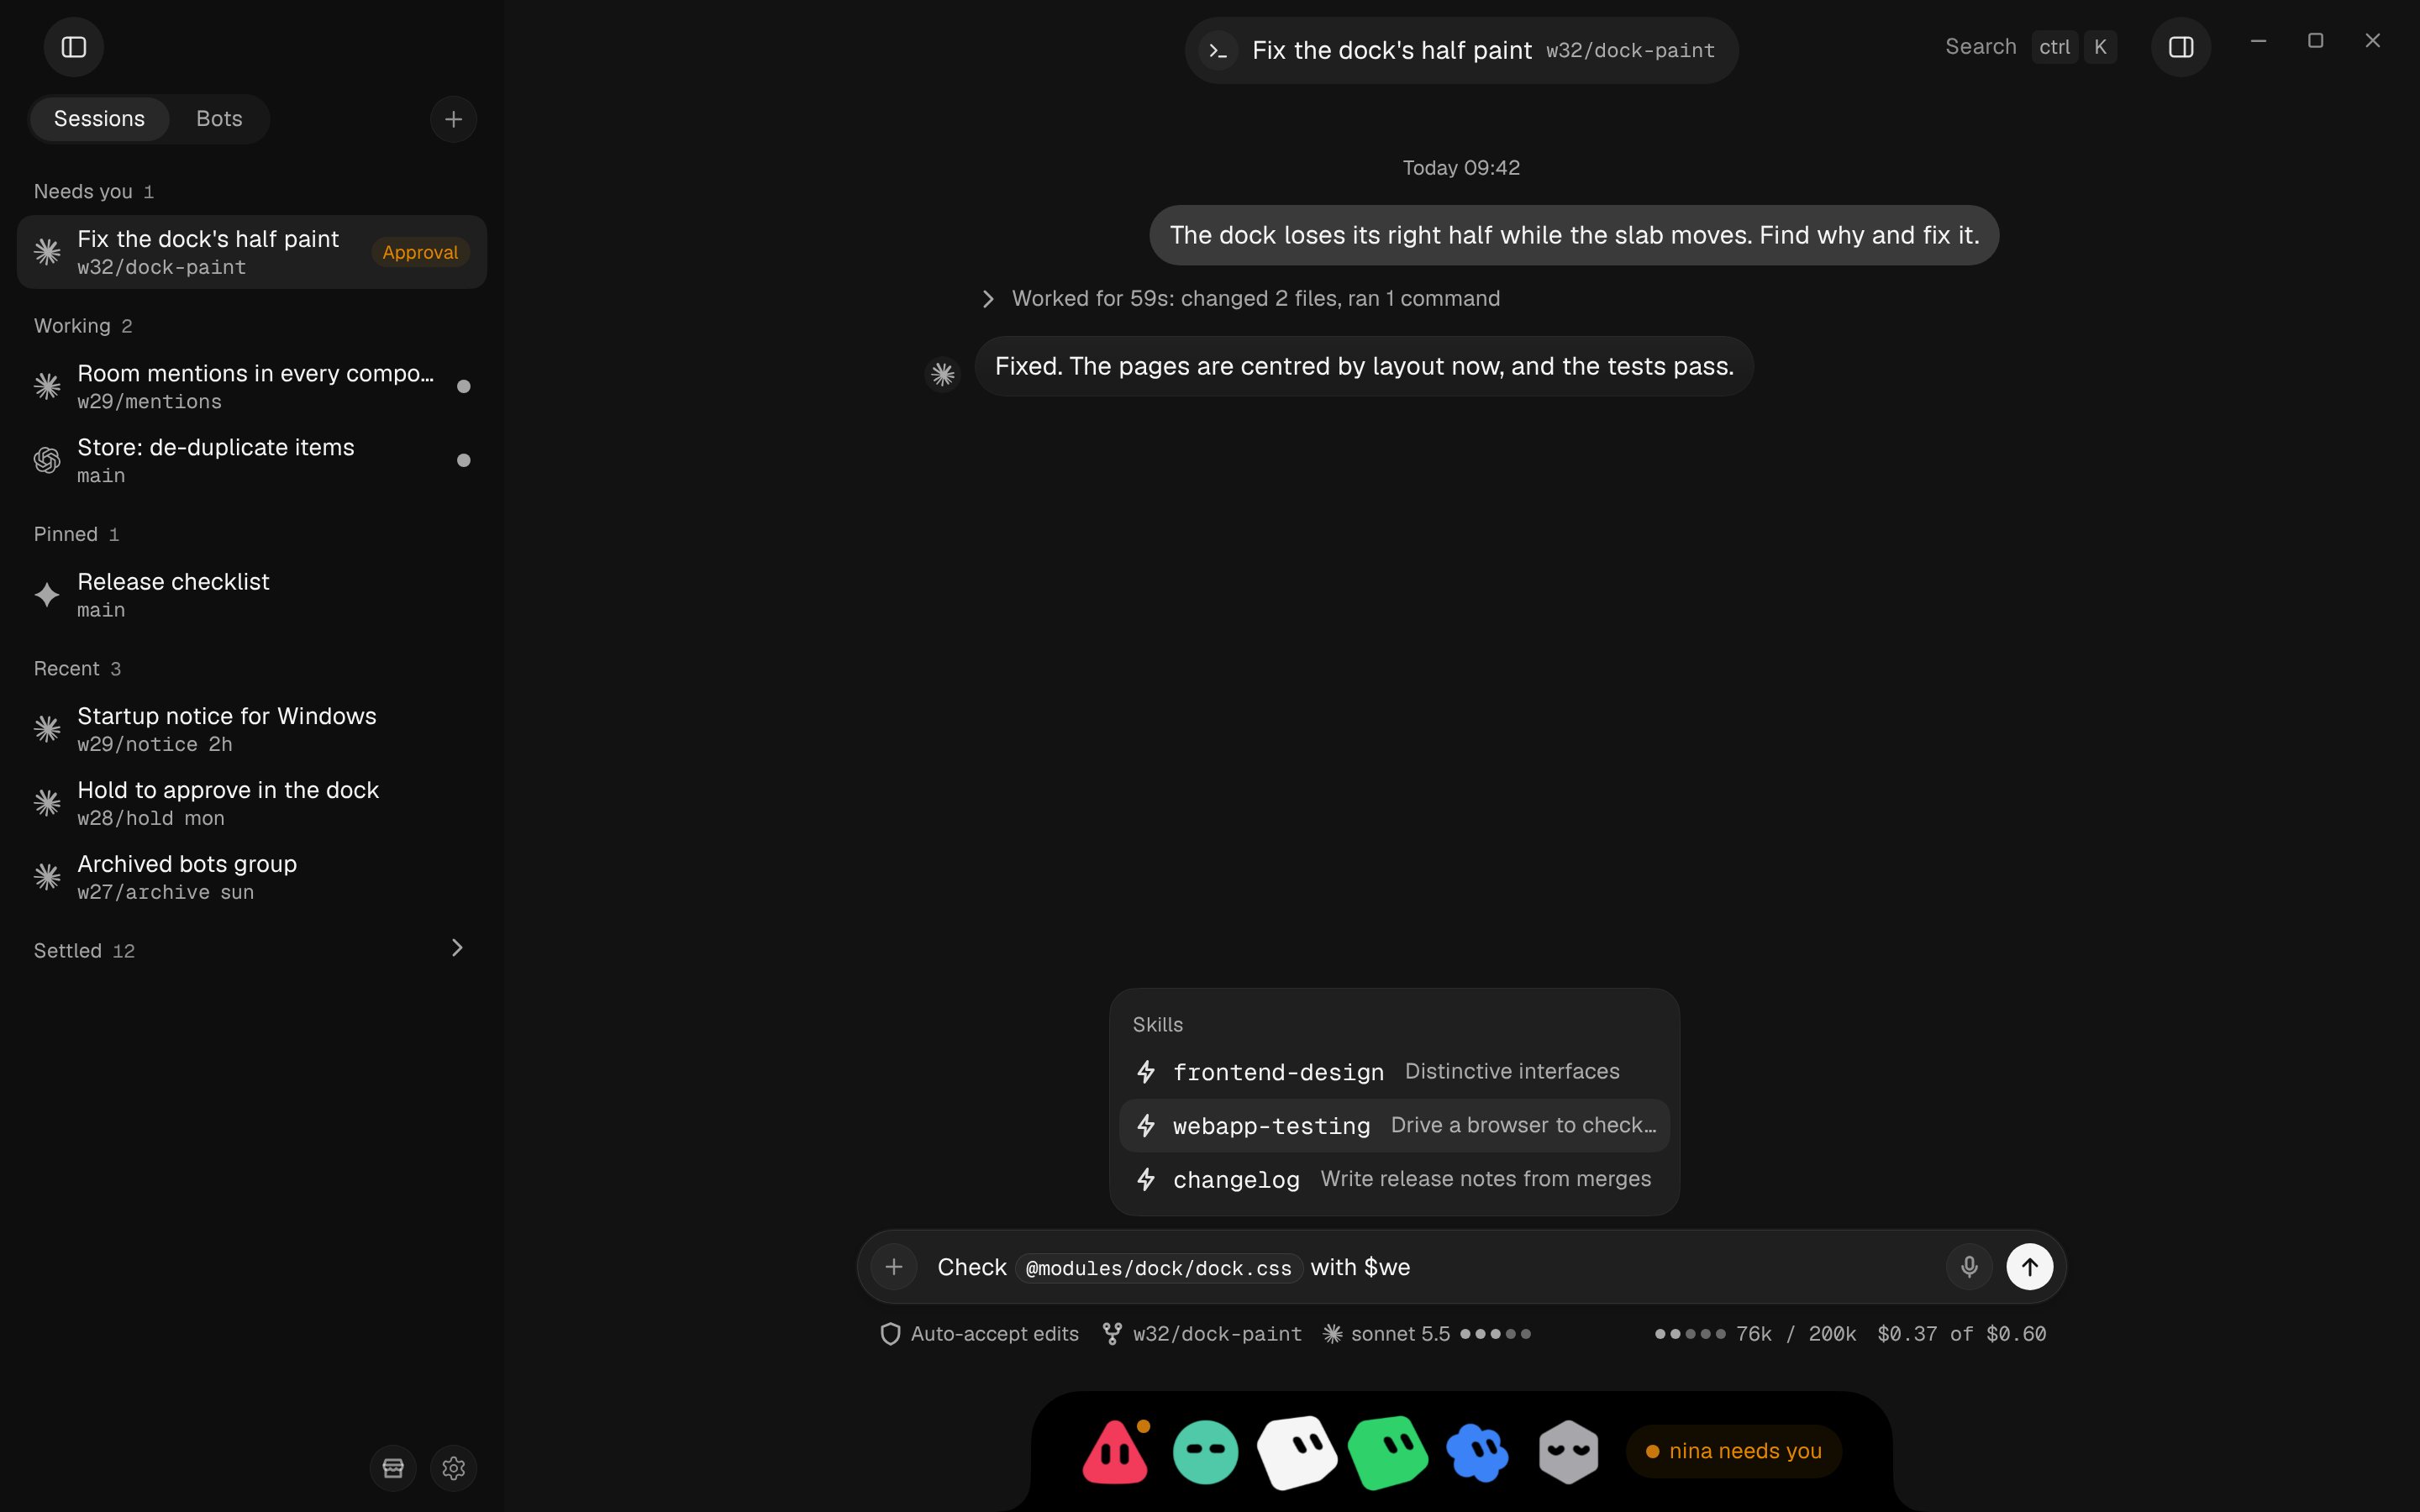 Fix the dock's half paint w32/dock-paint
Search ctrl K
Sessions Bots
Needs you 1
Fix the dock's half paint
w32/dock-paint
Approval
Working 2
Room mentions in every compo…
w29/mentions
Store: de-duplicate items
main
Pinned 1
Release checklist
main
Recent 3
Startup notice for Windows
w29/notice 2h
Hold to approve in the dock
w28/hold mon
Archived bots group
w27/archive sun
Settled 12
Today 09:42
The dock loses its right half while the slab moves. Find why and fix it.
Worked for 59s: changed 2 files, ran 1 command
Fixed. The pages are centred by layout now, and the tests pass.
Skills
frontend-design Distinctive interfaces
webapp-testing Drive a browser to check…
changelog Write release notes from merges
Check @modules/dock/dock.css with $we
Auto-accept edits w32/dock-paint sonnet 5.5 76k / 200k $0.37 of $0.60
nina needs you